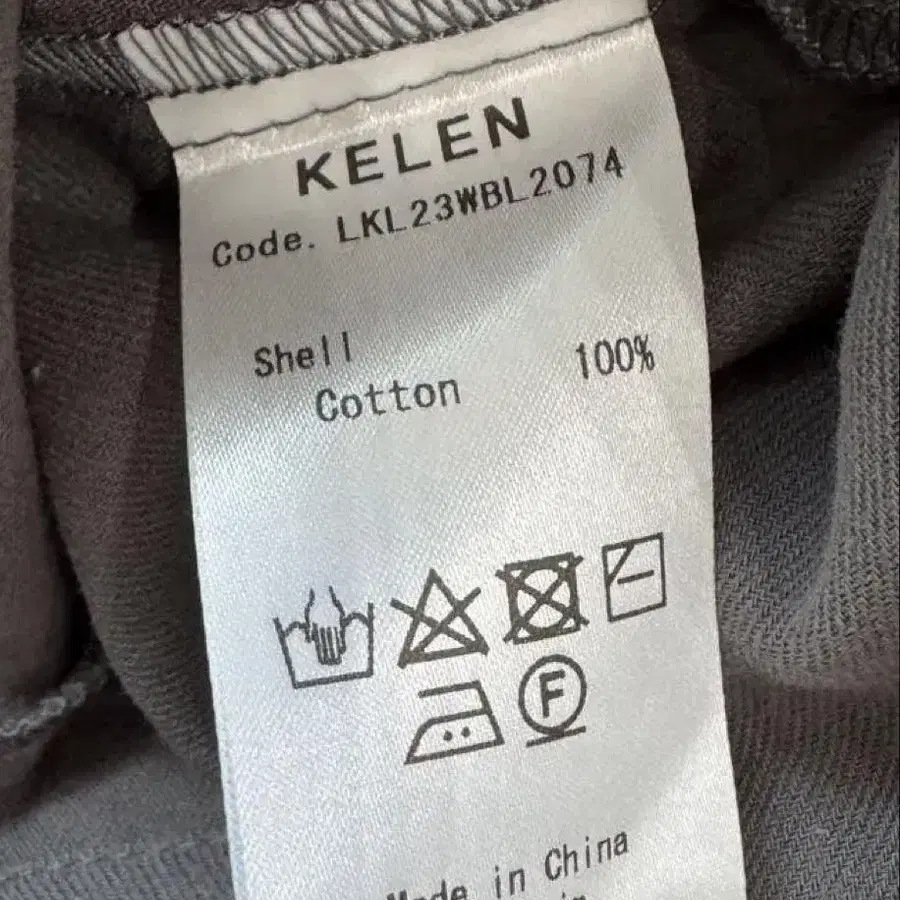 KELEN
Code. LKL23WBL2074
Shell
Cotton 100%
F
Made in China